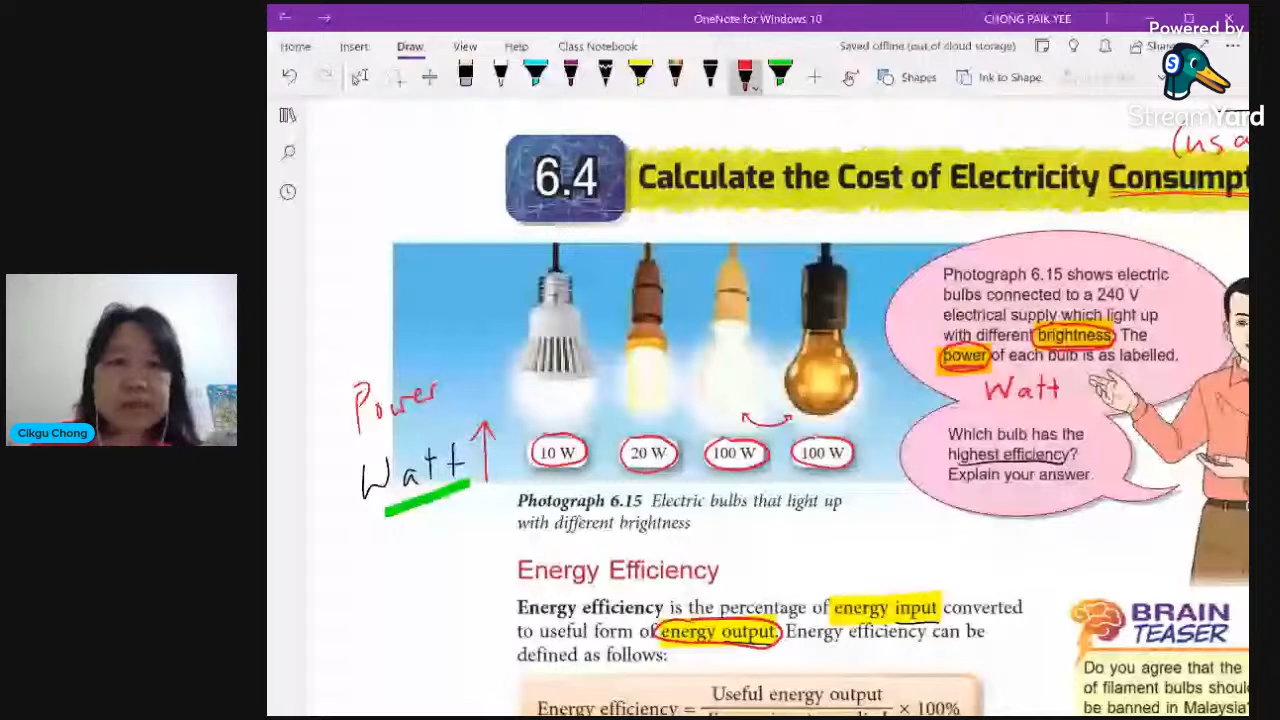 OneNote for Windows 10
CHONG PAIK YEE
Powered by
StreamYard
Home Insert Draw View Help Class Notebook
Saved offline (out of cloud storage)
Share
Shapes
Ink to Shape
6.4
Calculate the Cost of Electricity Consumpt
Photograph 6.15 shows electric
bulbs connected to a 240 V
electrical supply which light up
with different brightness. The
power of each bulb is as labelled.
Watt
Which bulb has the
highest efficiency?
Explain your answer.
Power
Watt
10 W
20 W
100 W
100 W
Photograph 6.15 Electric bulbs that light up
with different brightness
Energy Efficiency
Energy efficiency is the percentage of energy input converted
to useful form of energy output. Energy efficiency can be
defined as follows:
Energy efficiency = Useful energy output × 100%
BRAIN
TEASER
Do you agree that the
of filament bulbs shoul
be banned in Malaysia?
Cikgu Chong